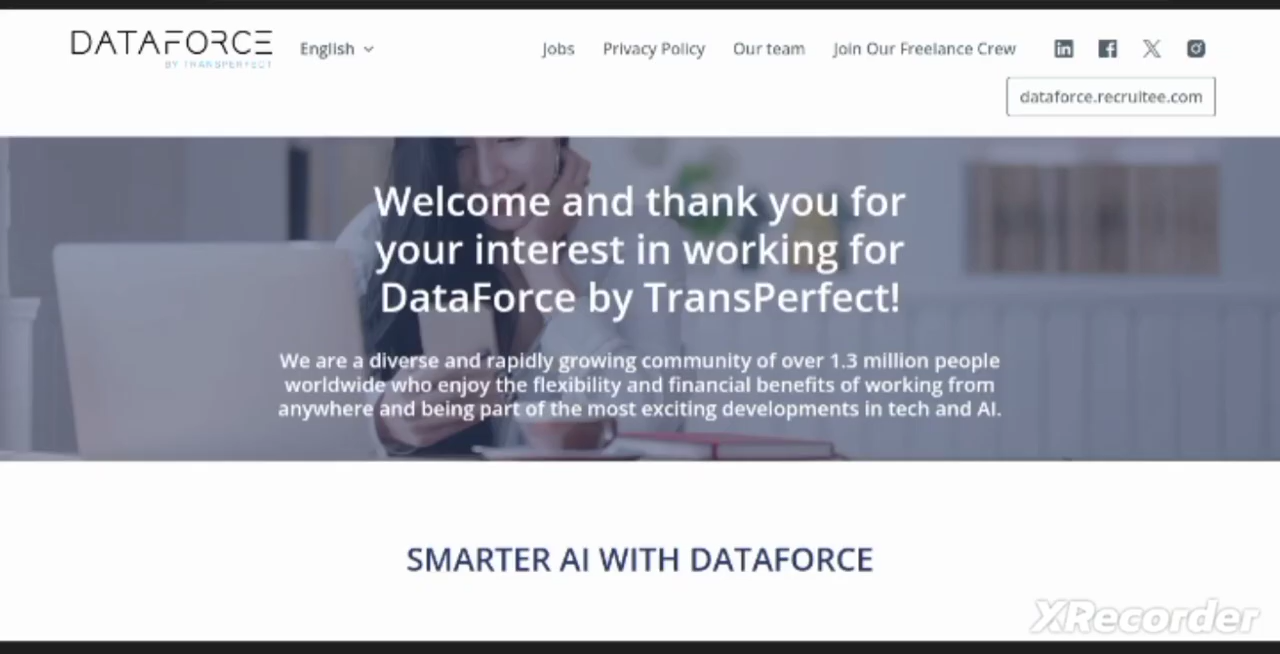 DATAFORCE
BY TRANSPERFECT
English
Jobs
Privacy Policy
Our team
Join Our Freelance Crew
dataforce.recruitee.com
Welcome and thank you for
your interest in working for
DataForce by TransPerfect!
We are a diverse and rapidly growing community of over 1.3 million people
worldwide who enjoy the flexibility and financial benefits of working from
anywhere and being part of the most exciting developments in tech and AI.
SMARTER AI WITH DATAFORCE
XRecorder